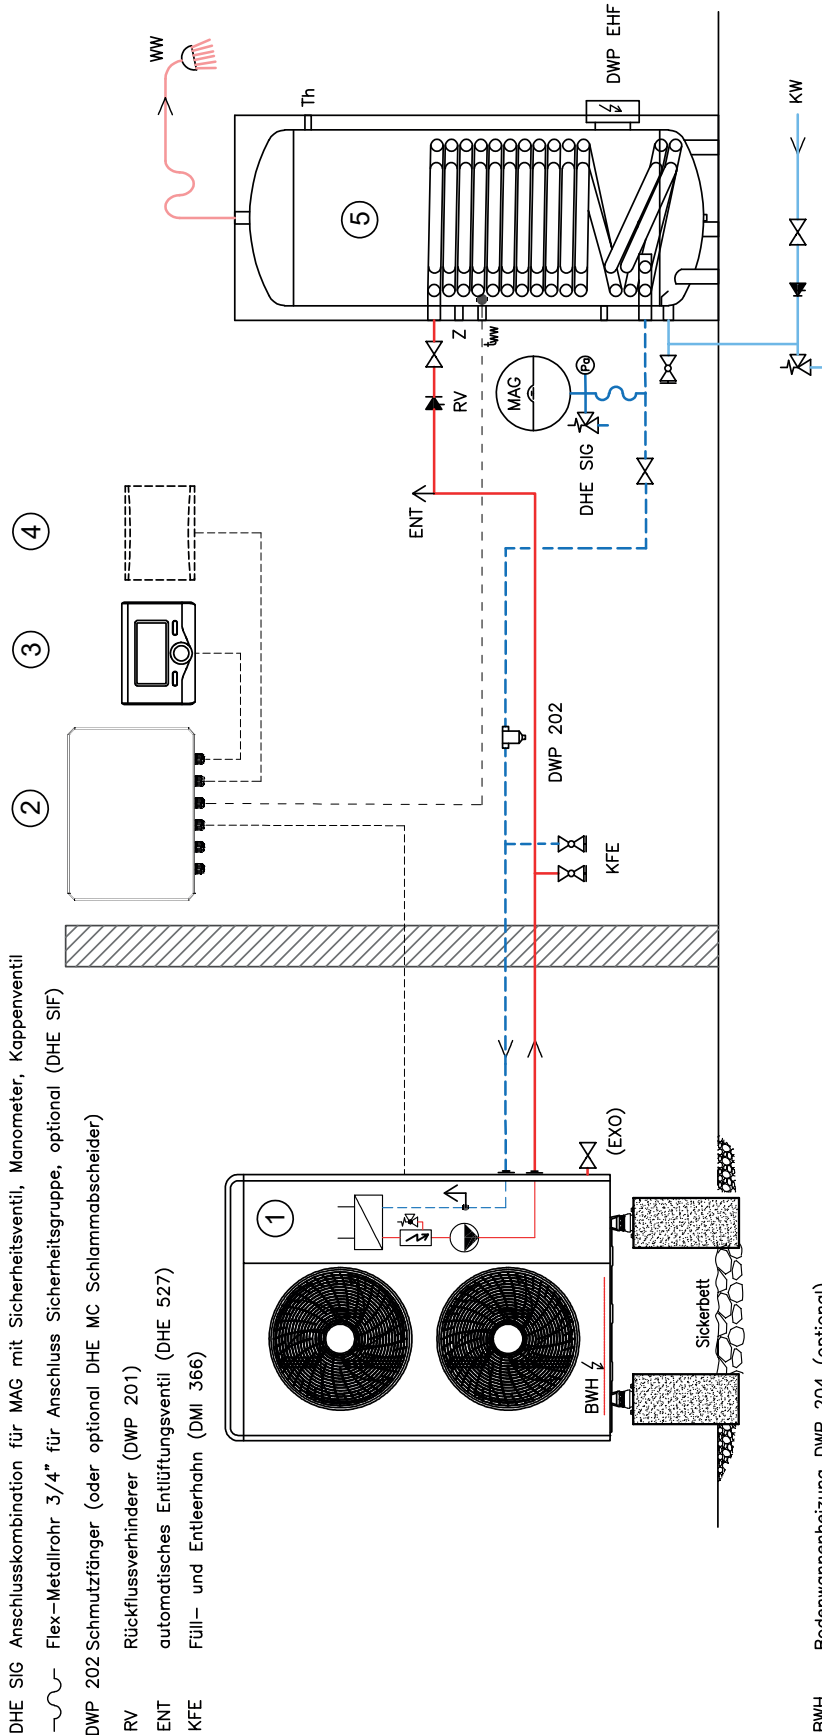 DHE SIG Anschlusskombination für MAG mit Sicherheitsventil, Manometer, Kappenventil
Flex-Metallrohr 3/4" für Anschluss Sicherheitsgruppe, optional (DHE SIF)
DWP 202 Schmutzfänger (oder optional DHE MC Schlammabscheider)
RV Rückflussverhinderer (DWP 201)
ENT automatisches Entlüftungsventil (DHE 527)
KFE Füll- und Entleerhahn (DMI 366)
2
3
4
WW
Th
5
DWP EHF
Z
tww
RV
MAG
Pa
DHE SIG
KW
ENT
DWP 202
KFE
1
(EXO)
BWH
Sickerbett
BWH Bodenwannenheizung DWP 204 (optional)